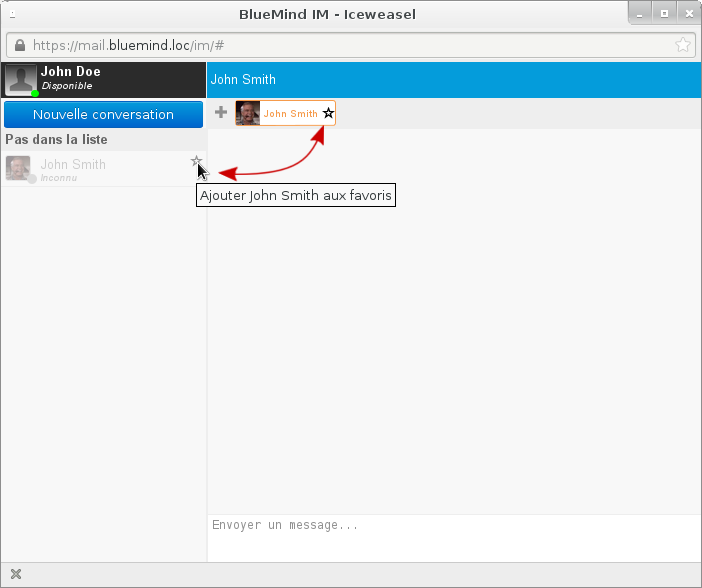 BlueMind IM - Iceweasel
https://mail.bluemind.loc/im/#
John Doe
Disponible
John Smith
Nouvelle conversation
John Smith
Pas dans la liste
John Smith
Inconnu
Ajouter John Smith aux favoris
Envoyer un message...